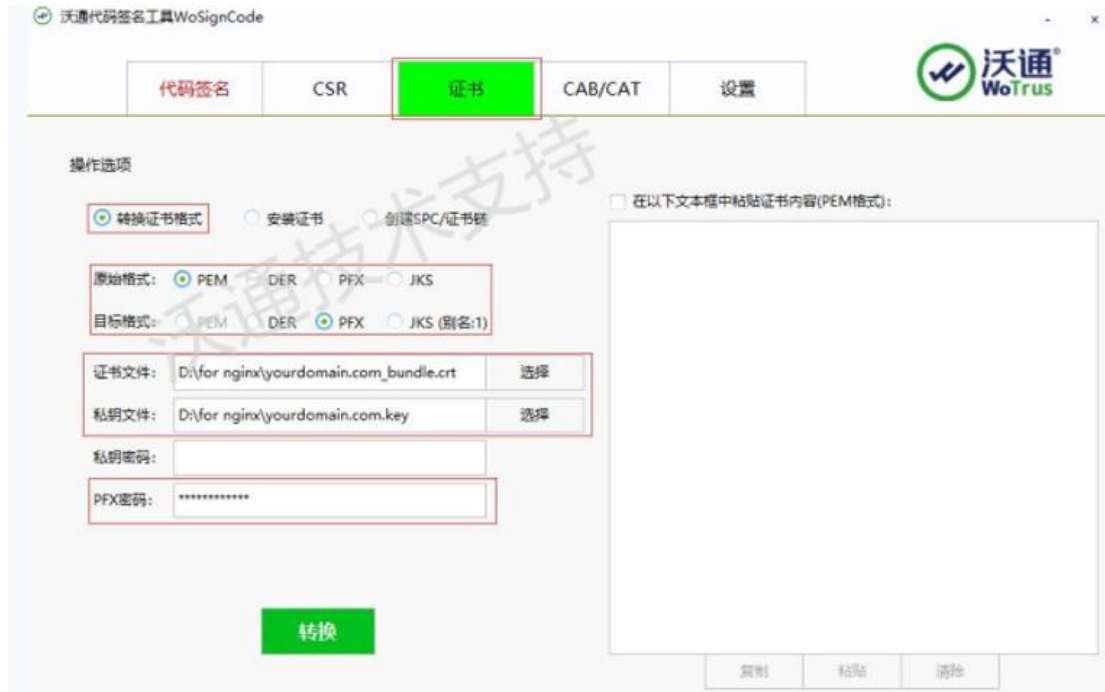 沃通代码签名工具WoSignCode
- ×
沃通®
WoTrus
代码签名 CSR 证书 CAB/CAT 设置
操作选项
转换证书格式 安装证书 创建SPC/证书链
在以下文本框中粘贴证书内容(PEM格式):
原始格式: PEM DER PFX JKS
目标格式: PEM DER PFX JKS (别名:1)
证书文件: D:\for nginx\yourdomain.com_bundle.crt 选择
私钥文件: D:\for nginx\yourdomain.com.key 选择
私钥密码:
PFX密码: ************
转换
复制 粘贴 清除
沃通技术支持